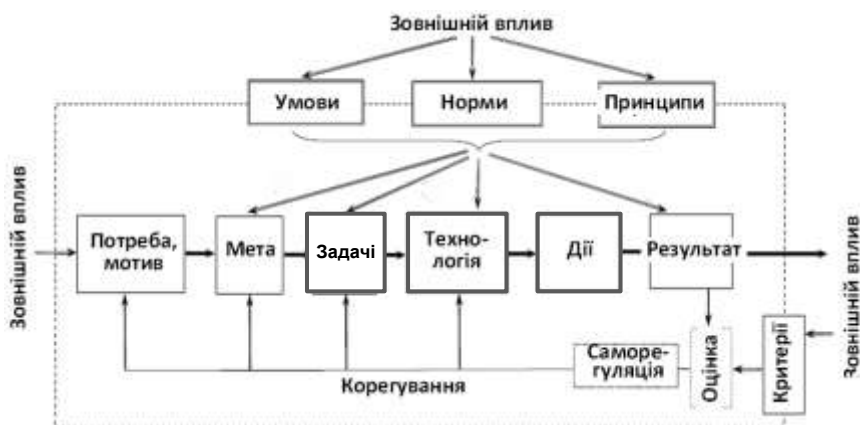 Зовнішній вплив
Умови
Норми
Принципи
Зовнішній вплив
Потреба,
мотив
Мета
Задачі
Техно-
логія
Дії
Результат
Зовнішній вплив
Саморе-
гуляція
Оцінка
Критерії
Корегування